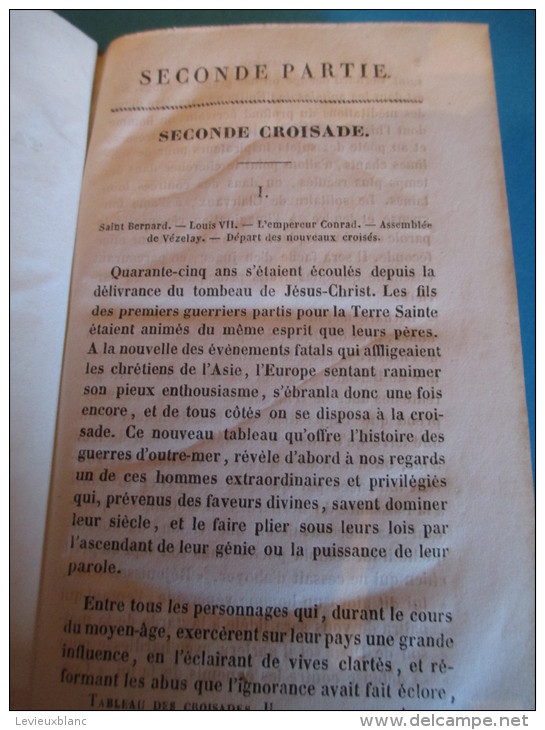 SECONDE PARTIE.
SECONDE CROISADE.
I.
Saint Bernard. — Louis VII. — L'empereur Conrad. — Assemblée
de Vézelay. — Départ des nouveaux croisés.
Quarante-cinq ans s'étaient écoulés depuis la
délivrance du tombeau de Jésus-Christ. Les fils
des premiers guerriers partis pour la Terre Sainte
étaient animés du même esprit que leurs pères.
A la nouvelle des événements fatals qui affligeaient
les chrétiens de l'Asie, l'Europe sentant ranimer
son pieux enthousiasme, s'ébranla donc une fois
encore, et de tous côtés on se disposa à la croi-
sade. Ce nouveau tableau qu'offre l'histoire des
guerres d'outre-mer, révèle d'abord à nos regards
un de ces hommes extraordinaires et privilégiés
qui, prévenus des faveurs divines, savent dominer
leur siècle, et le faire plier sous leurs lois par
l'ascendant de leur génie ou la puissance de leur
parole.
Entre tous les personnages qui, durant le cours
du moyen-âge, exercèrent sur leur pays une grande
influence, en l'éclairant de vives clartés, et ré-
formant les abus que l'ignorance avait fait éclore,
TABLEAU DES CROISADES. II.
Levieuxblanc
www.delcampe.net